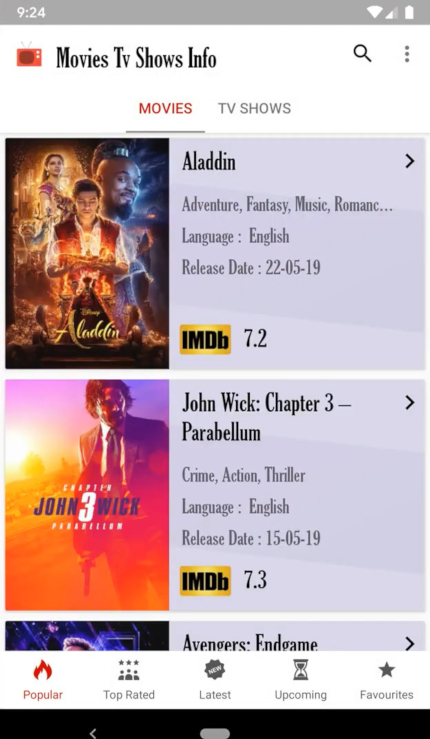 9:24
Movies Tv Shows Info
MOVIES TV SHOWS
Disney
Aladdin
Aladdin
Adventure, Fantasy, Music, Romanc...
Language : English
Release Date : 22-05-19
IMDb 7.2
CHAPTER
JOHN 3 WICK
PARABELLUM
John Wick: Chapter 3 –
Parabellum
Crime, Action, Thriller
Language : English
Release Date : 15-05-19
IMDb 7.3
Avengers: Endgame
NEW
Popular Top Rated Latest Upcoming Favourites